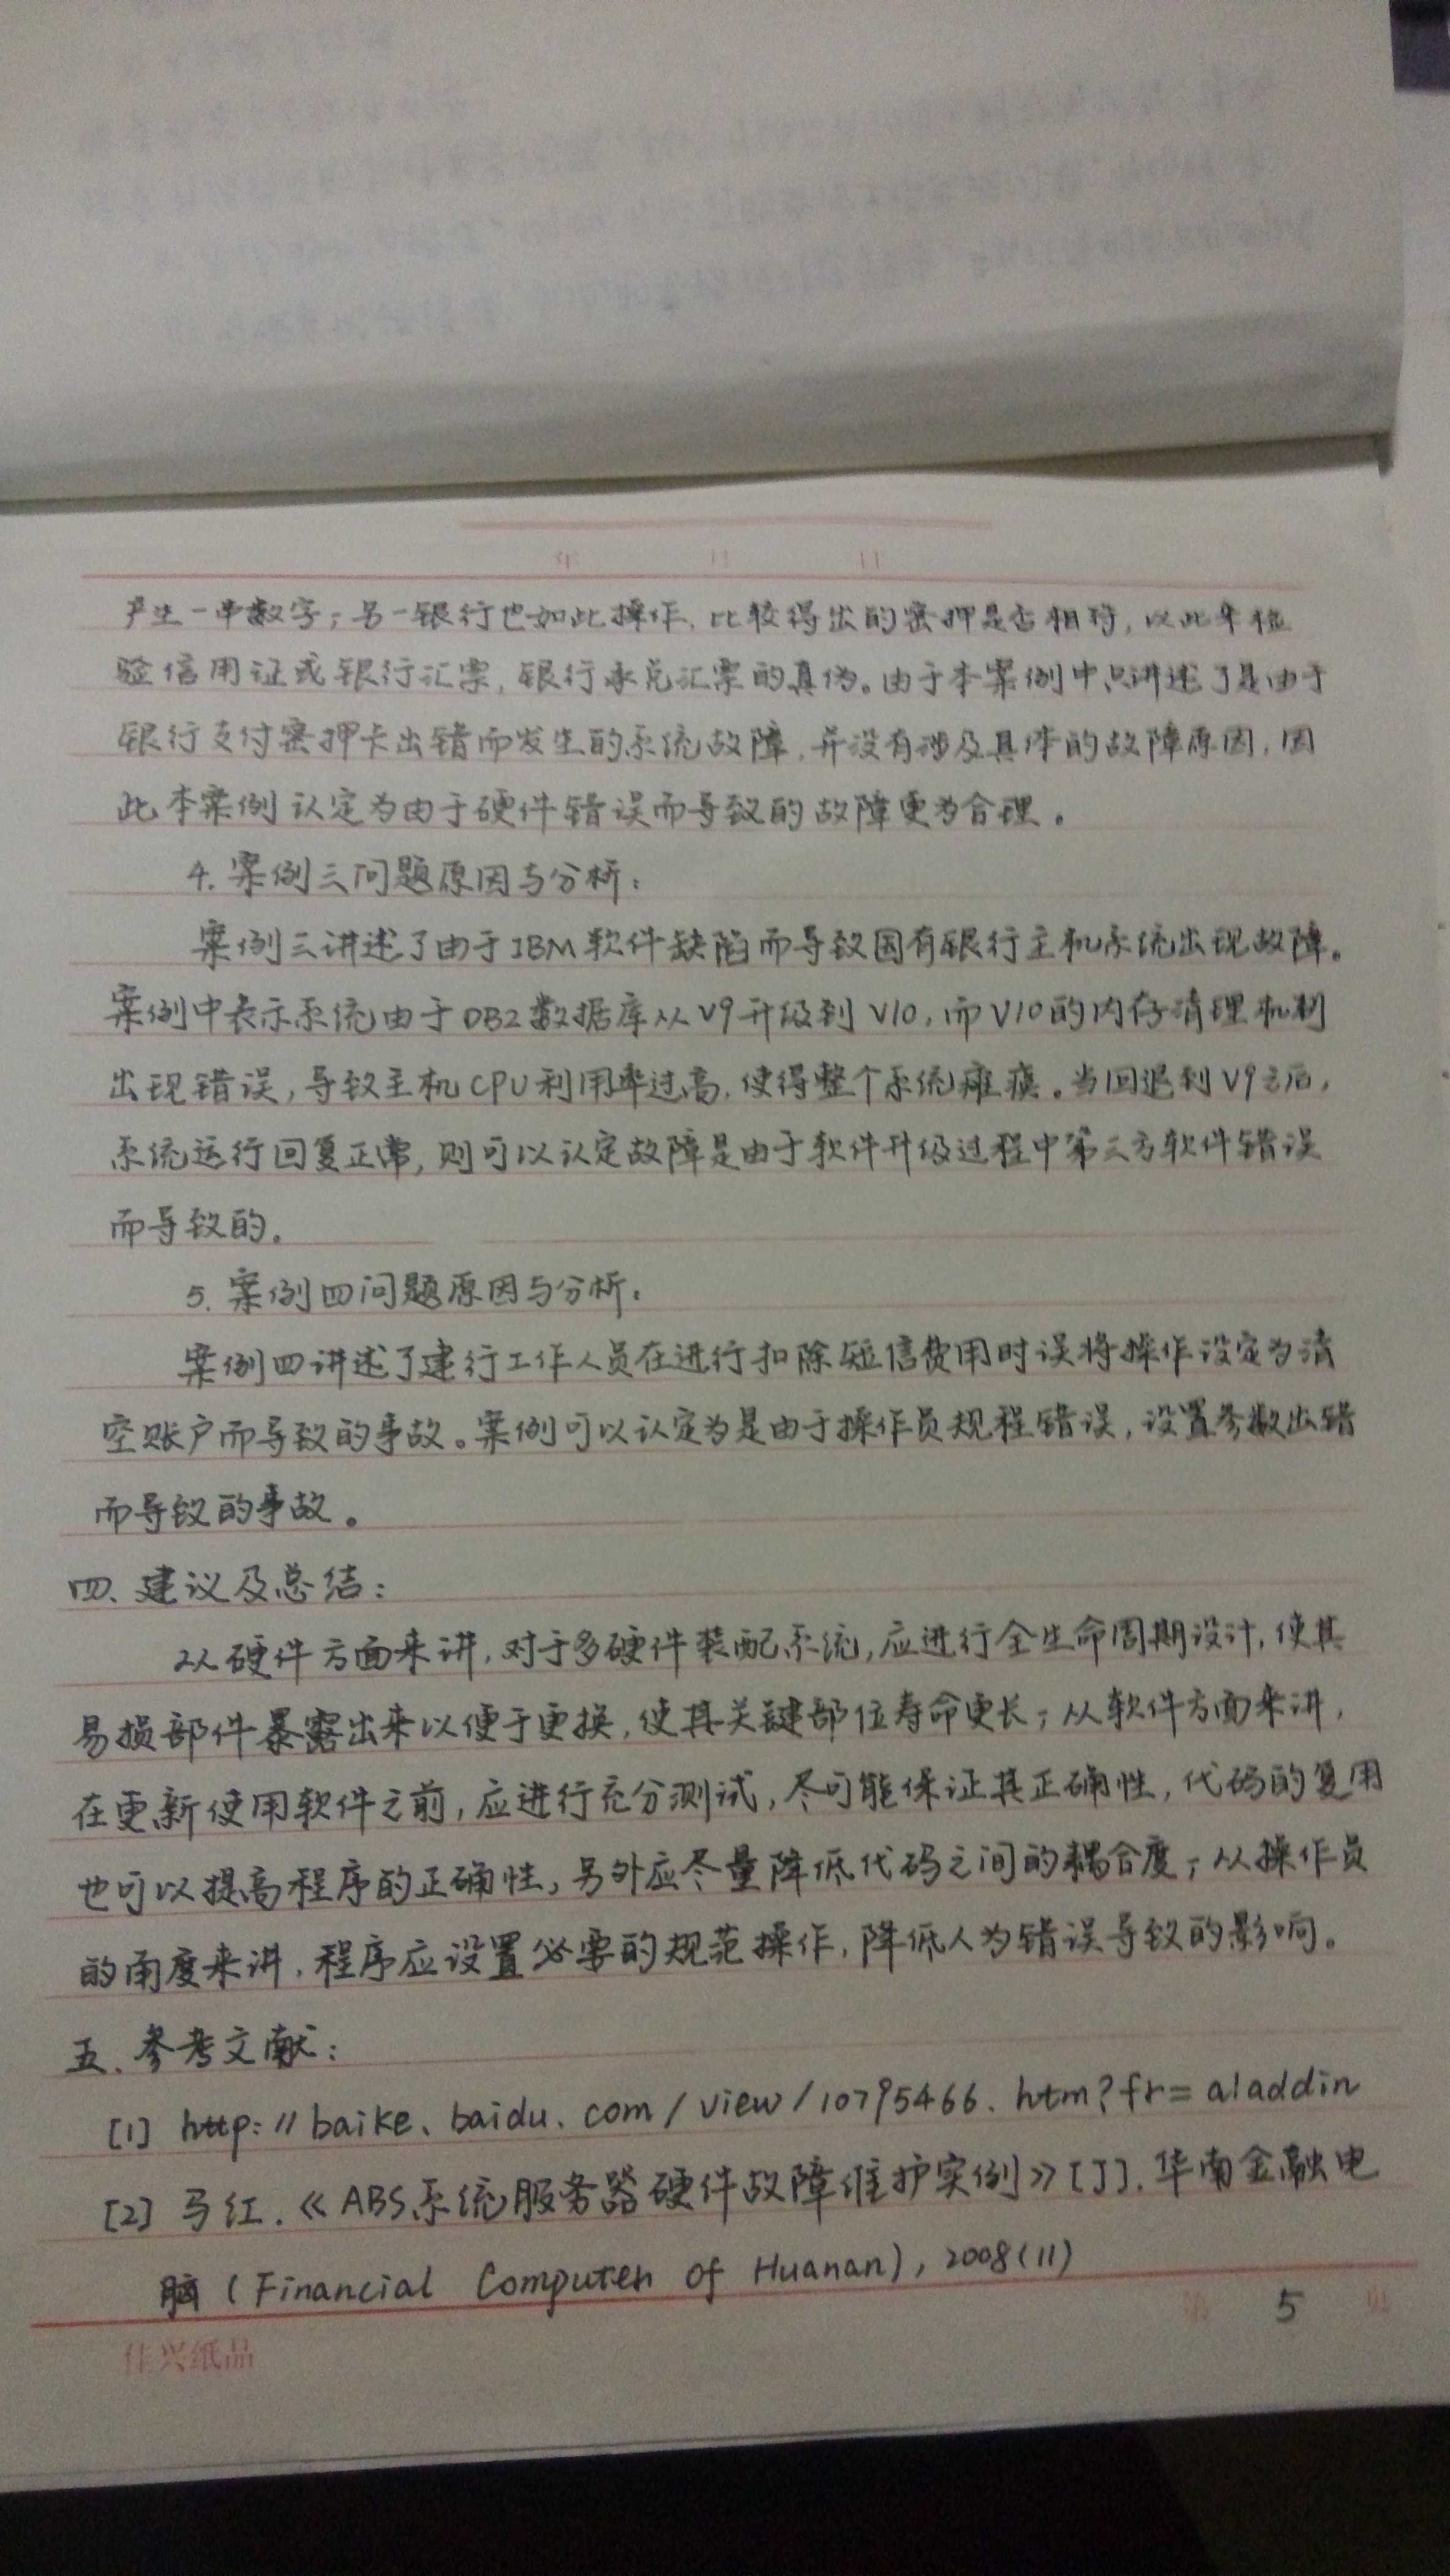 年 月 日
产生一串数字；另一银行也如此操作，比较得出的密押是否相符，以此来检
验信用证或银行汇票，银行承兑汇票的真伪。由于本案例中只讲述了是由于
银行支付密押卡出错而发生的系统故障，并没有涉及具体的故障原因，因
此本案例认定为由于硬件错误而导致的故障更为合理。
4. 案例三问题原因与分析：
案例三讲述了由于IBM软件缺陷而导致国有银行主机系统出现故障。
案例中表示系统由于DB2数据库从V9升级到V10，而V10的内存清理机制
出现错误，导致主机CPU利用率过高，使得整个系统瘫痪。当回退到V9之后，
系统运行回复正常，则可以认定故障是由于软件升级过程中第三方软件错误
而导致的。
5. 案例四问题原因与分析：
案例四讲述了建行工作人员在进行扣除短信费用时误将操作设定为清
空账户而导致的事故。案例可以认定为是由于操作员规程错误，设置参数出错
而导致的事故。
四、建议及总结：
从硬件方面来讲，对于多硬件装配系统，应进行全生命周期设计，使其
易损部件暴露出来以便于更换，使其关键部位寿命更长；从软件方面来讲，
在更新使用软件之前，应进行充分测试，尽可能保证其正确性，代码的复用
也可以提高程序的正确性，另外应尽量降低代码之间的耦合度；从操作员
的角度来讲，程序应设置必要的规范操作，降低人为错误导致的影响。
五、参考文献：
[1] http://baike.baidu.com/view/10795466.htm?fr=aladdin
[2] 马红.《ABS系统服务器硬件故障维护实例》[J]. 华南金融电
脑（Financial Computer of Huanan），2008(11)
第 5 页
佳兴纸品